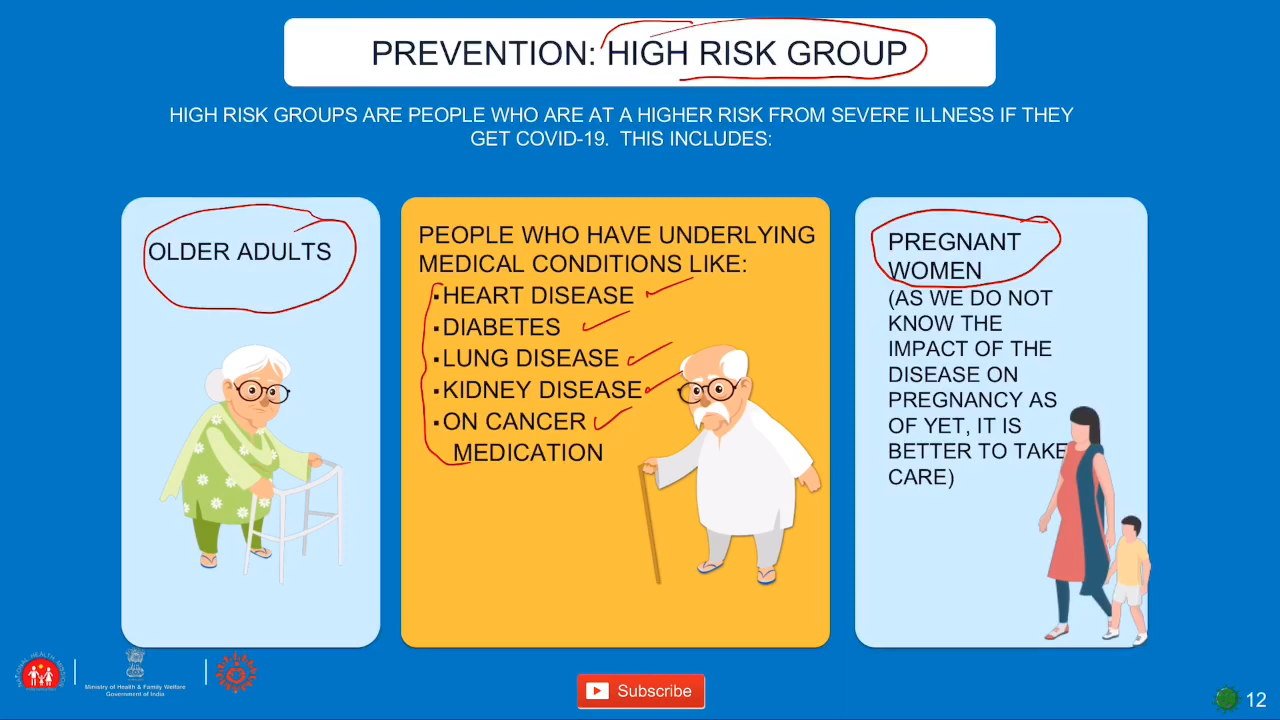 PREVENTION: HIGH RISK GROUP
HIGH RISK GROUPS ARE PEOPLE WHO ARE AT A HIGHER RISK FROM SEVERE ILLNESS IF THEY
GET COVID-19. THIS INCLUDES:
OLDER ADULTS
PEOPLE WHO HAVE UNDERLYING
MEDICAL CONDITIONS LIKE:
▪HEART DISEASE
▪DIABETES
▪LUNG DISEASE
▪KIDNEY DISEASE
▪ON CANCER
MEDICATION
PREGNANT
WOMEN
(AS WE DO NOT
KNOW THE
IMPACT OF THE
DISEASE ON
PREGNANCY AS
OF YET, IT IS
BETTER TO TAKE
CARE)
NATIONAL HEALTH MISSION
Ministry of Health & Family Welfare
Government of India
Subscribe
12